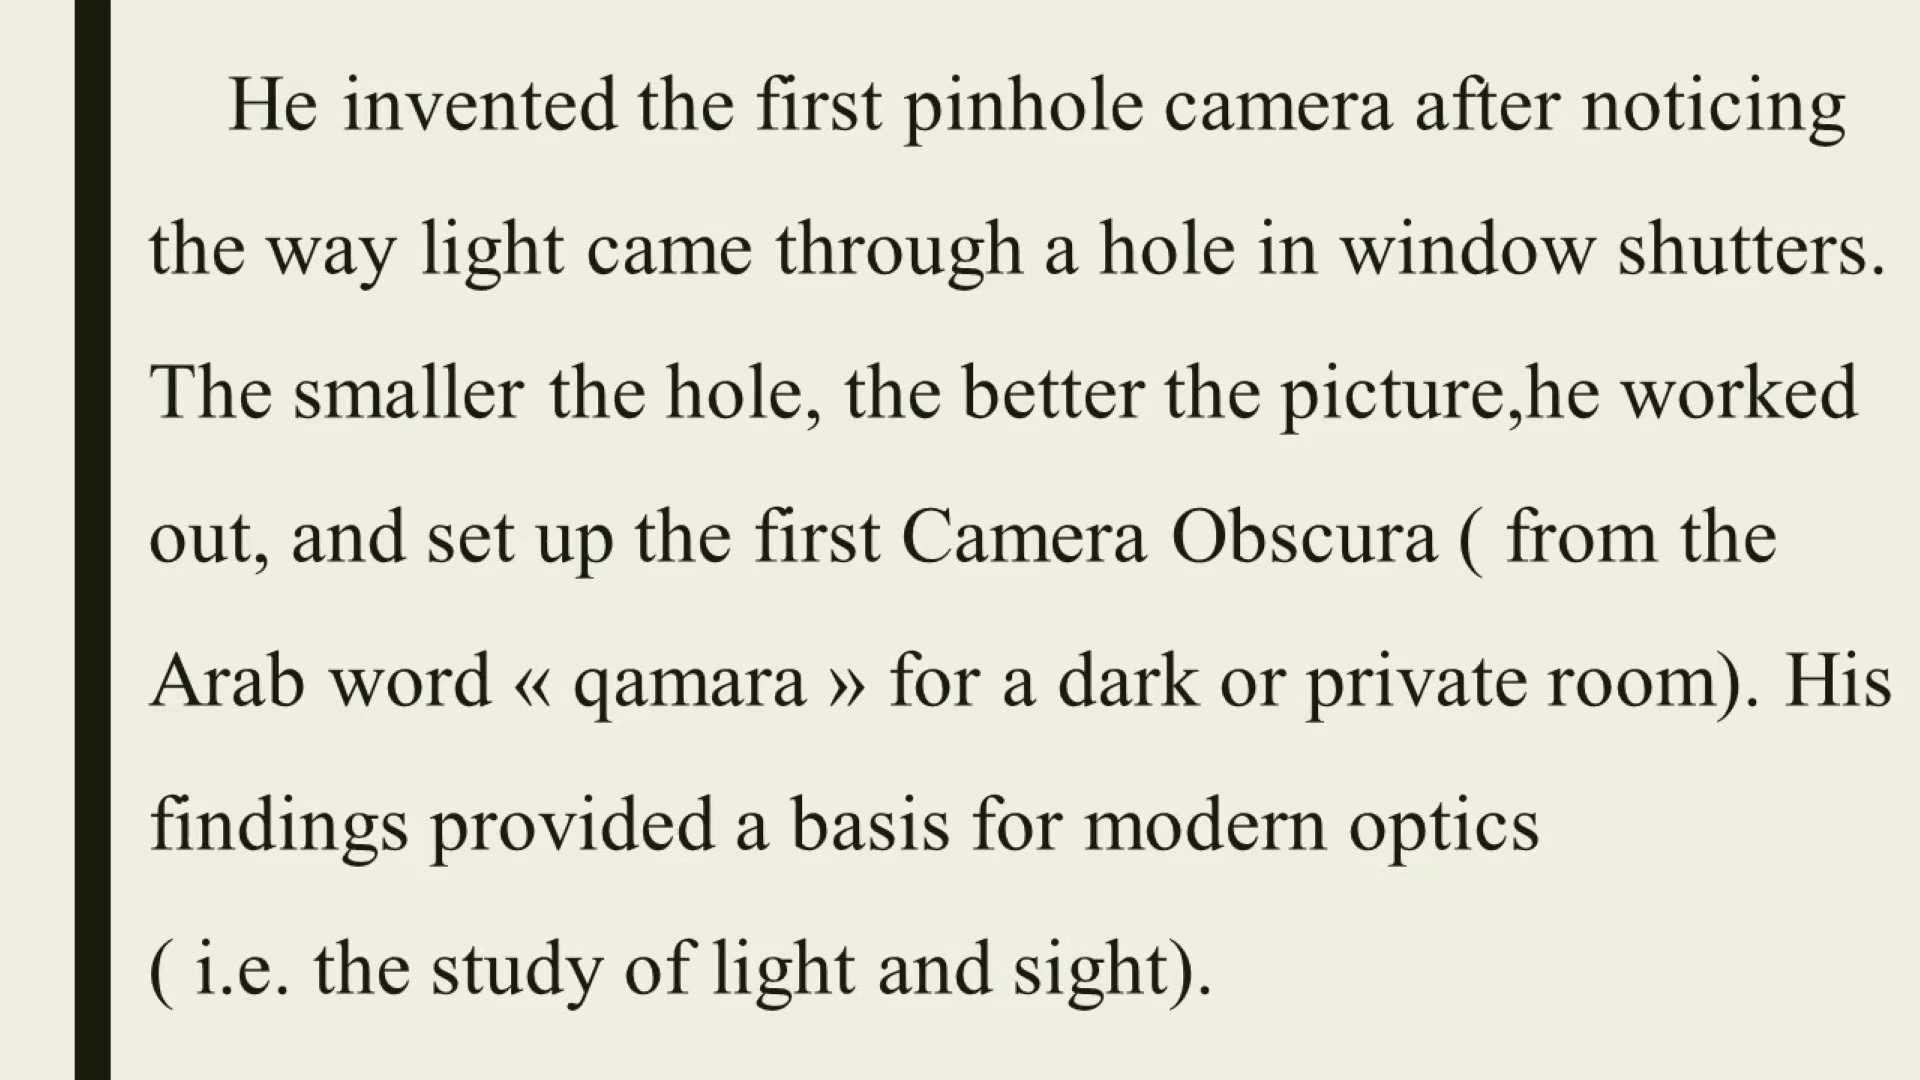 He invented the first pinhole camera after noticing
the way light came through a hole in window shutters.
The smaller the hole, the better the picture,he worked
out, and set up the first Camera Obscura ( from the
Arab word « qamara » for a dark or private room). His
findings provided a basis for modern optics
( i.e. the study of light and sight).